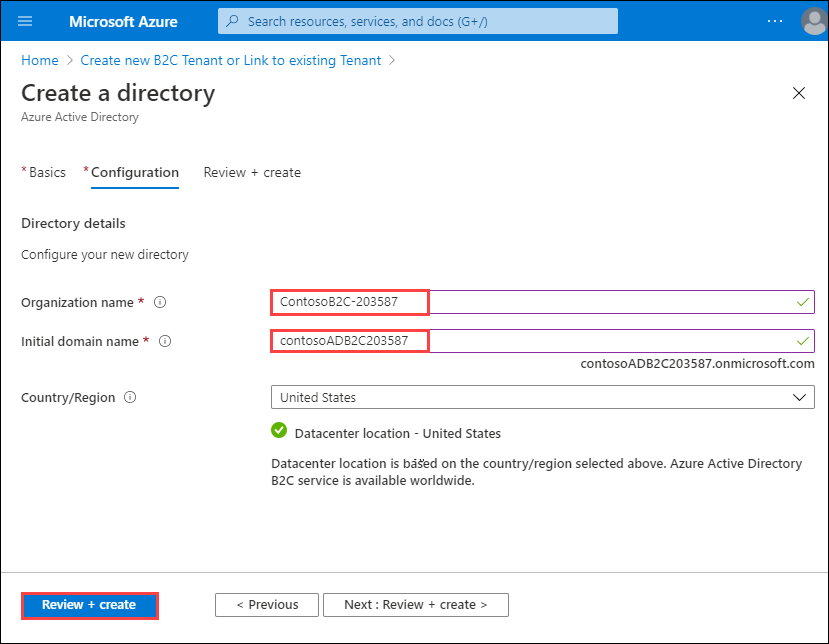 Microsoft Azure
Search resources, services, and docs (G+/)
...
Home > Create new B2C Tenant or Link to existing Tenant >
Create a directory
Azure Active Directory
* Basics * Configuration Review + create
Directory details
Configure your new directory
Organization name * ContosoB2C-203587
Initial domain name * contosoADB2C203587
contosoADB2C203587.onmicrosoft.com
Country/Region United States
Datacenter location - United States
Datacenter location is based on the country/region selected above. Azure Active Directory
B2C service is available worldwide.
Review + create < Previous Next : Review + create >